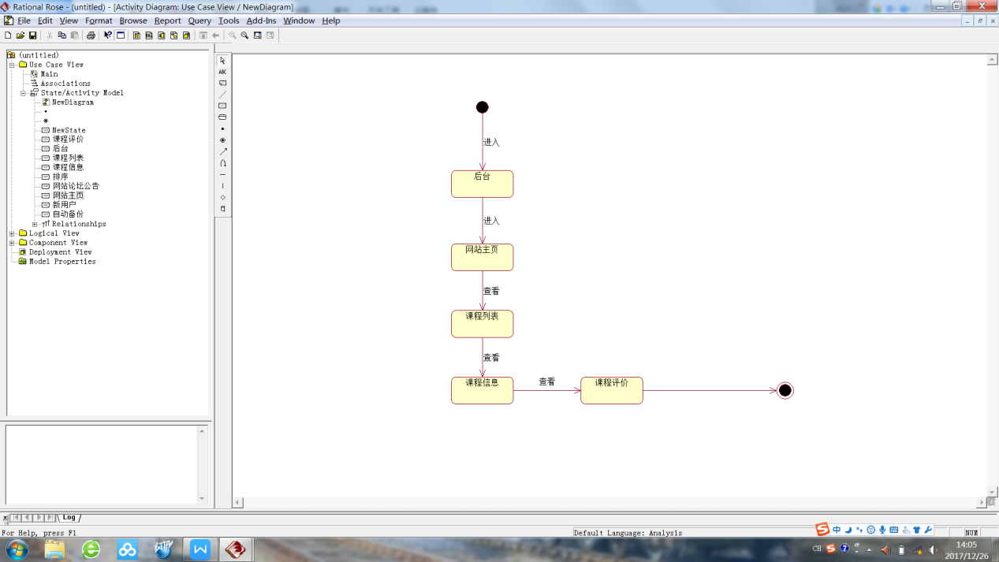 Rational Rose - (untitled) - [Activity Diagram: Use Case View / NewDiagram]
File Edit View Format Browse Report Query Tools Add-Ins Window Help
(untitled)
Use Case View
Main
Associations
State/Activity Model
NewDiagram
NewState
课程评价
后台
课程列表
课程信息
排序
网站论坛公告
网站主页
新用户
自动备份
Relationships
Logical View
Component View
Deployment View
Model Properties
ABC
进入
后台
进入
网站主页
查看
课程列表
查看
课程信息
查看
课程评价
Log
For Help, press F1
Default Language: Analysis
NUM
中
CH
14:05
2017/12/26